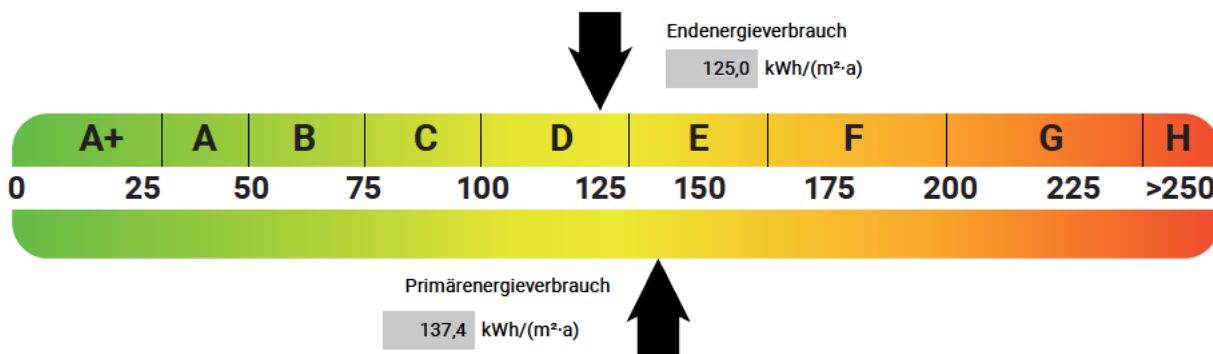 Endenergieverbrauch
125,0 kWh/(m²·a)
A+ A B C D E F G H
0 25 50 75 100 125 150 175 200 225 >250
Primärenergieverbrauch
137,4 kWh/(m²·a)